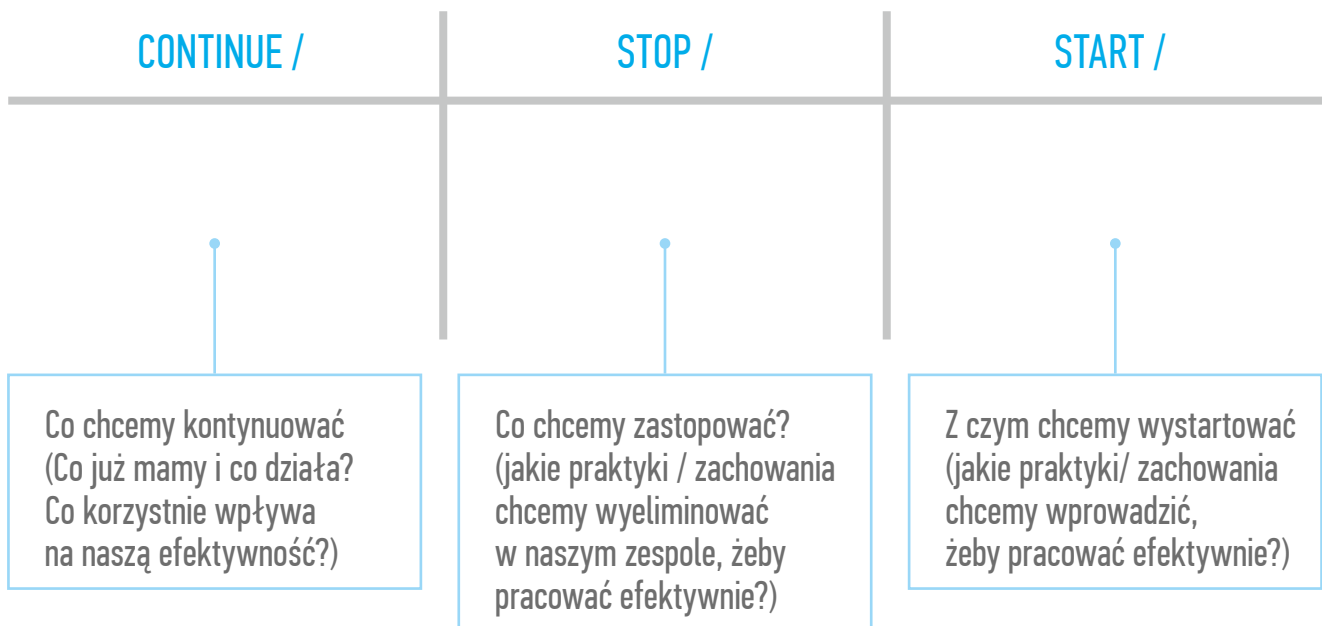 CONTINUE /
STOP /
START /
Co chcemy kontynuować
(Co już mamy i co działa?
Co korzystnie wpływa
na naszą efektywność?)
Co chcemy zastopować?
(jakie praktyki / zachowania
chcemy wyeliminować
w naszym zespole, żeby
pracować efektywnie?)
Z czym chcemy wystartować
(jakie praktyki/ zachowania
chcemy wprowadzić,
żeby pracować efektywnie?)